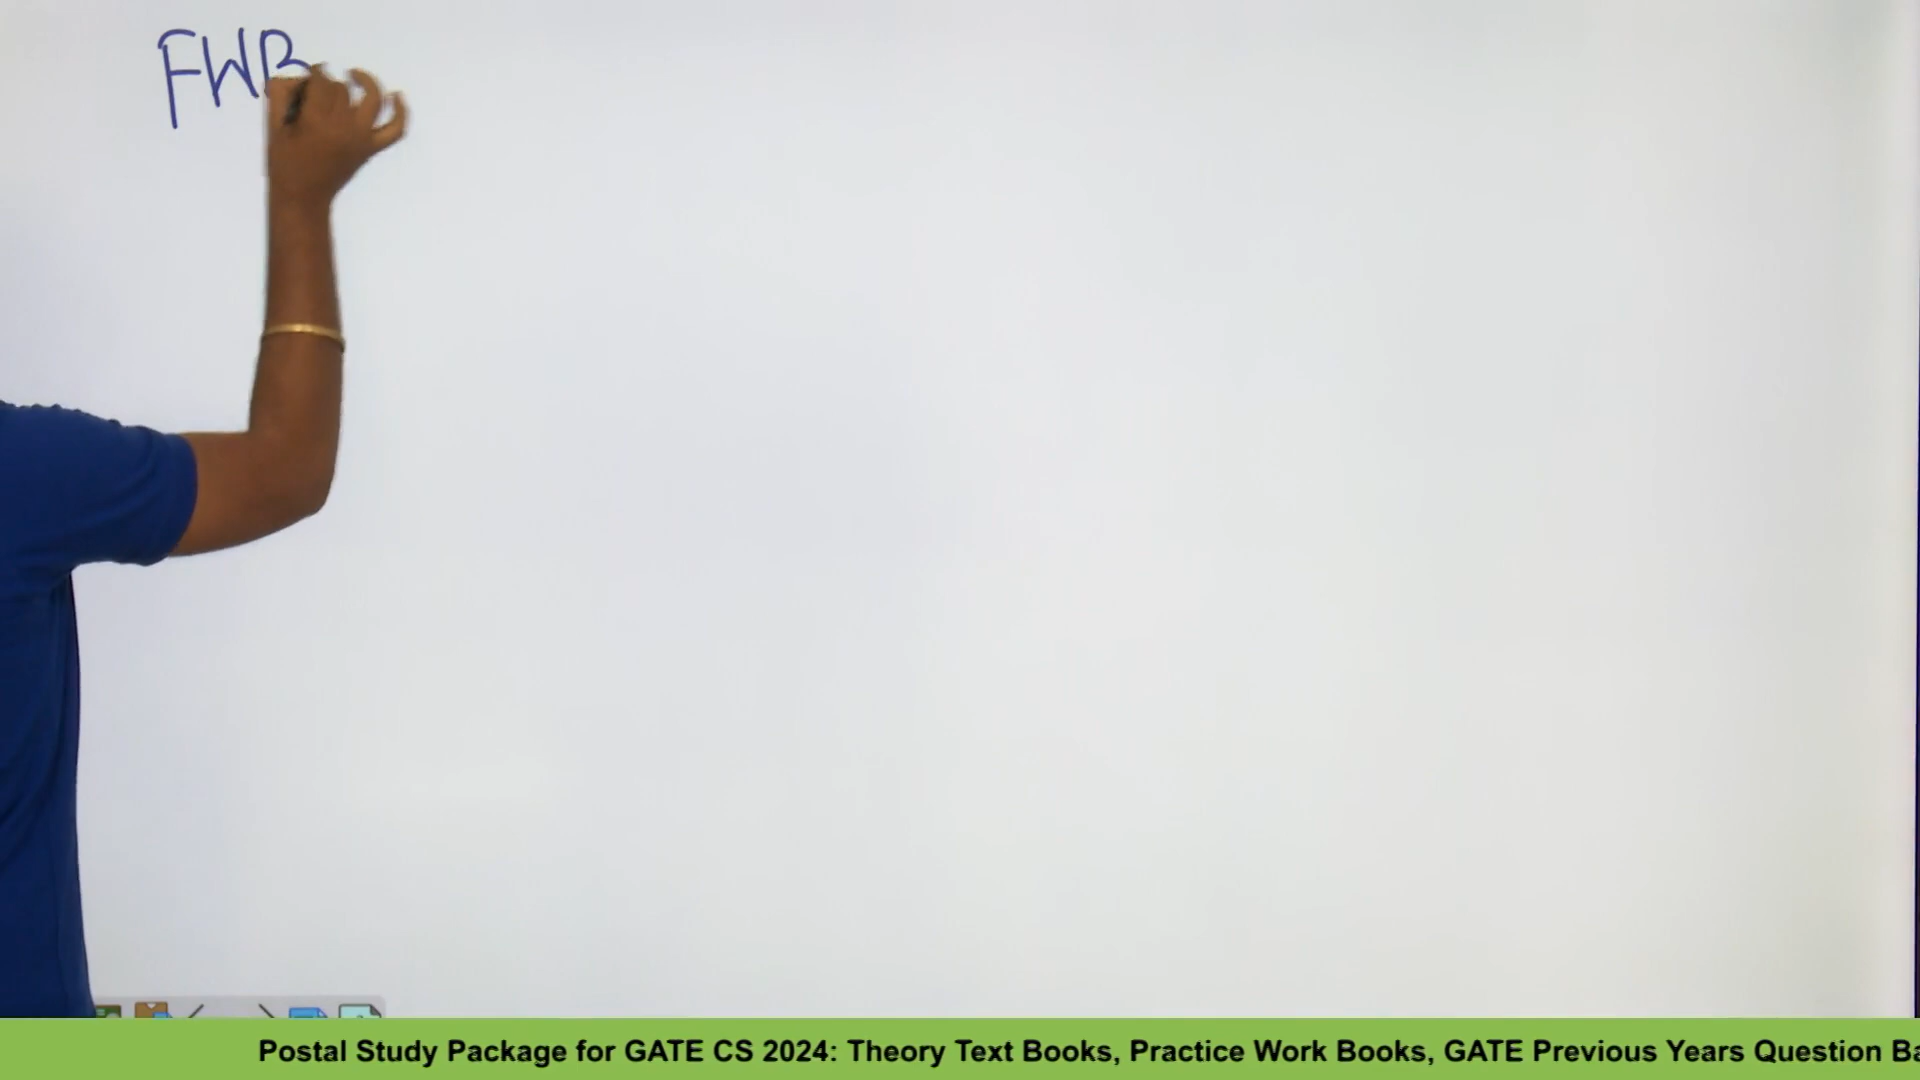 FWB
Postal Study Package for GATE CS 2024: Theory Text Books, Practice Work Books, GATE Previous Years Question Ba